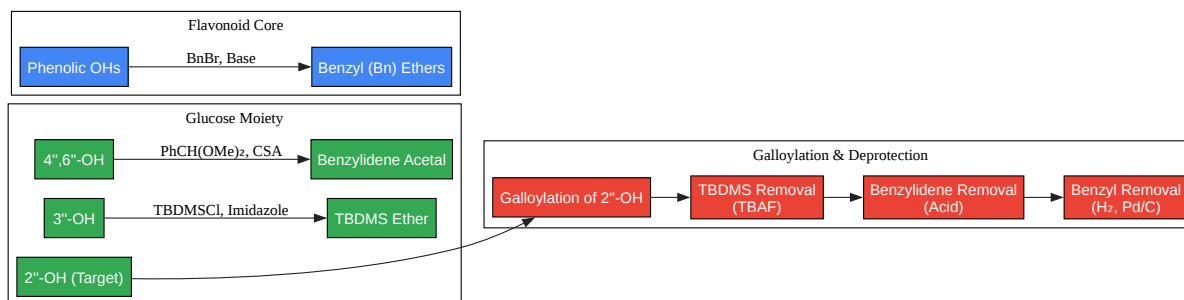 Flavonoid Core
Phenolic OHs
BnBr, Base
Benzyl (Bn) Ethers
Glucose Moiety
4",6"-OH
PhCH(OMe)₂, CSA
Benzylidene Acetal
3"-OH
TBDMSCl, Imidazole
TBDMS Ether
2"-OH (Target)
Galloylation & Deprotection
Galloylation of 2"-OH
TBDMS Removal
(TBAF)
Benzylidene Removal
(Acid)
Benzyl Removal
(H₂, Pd/C)